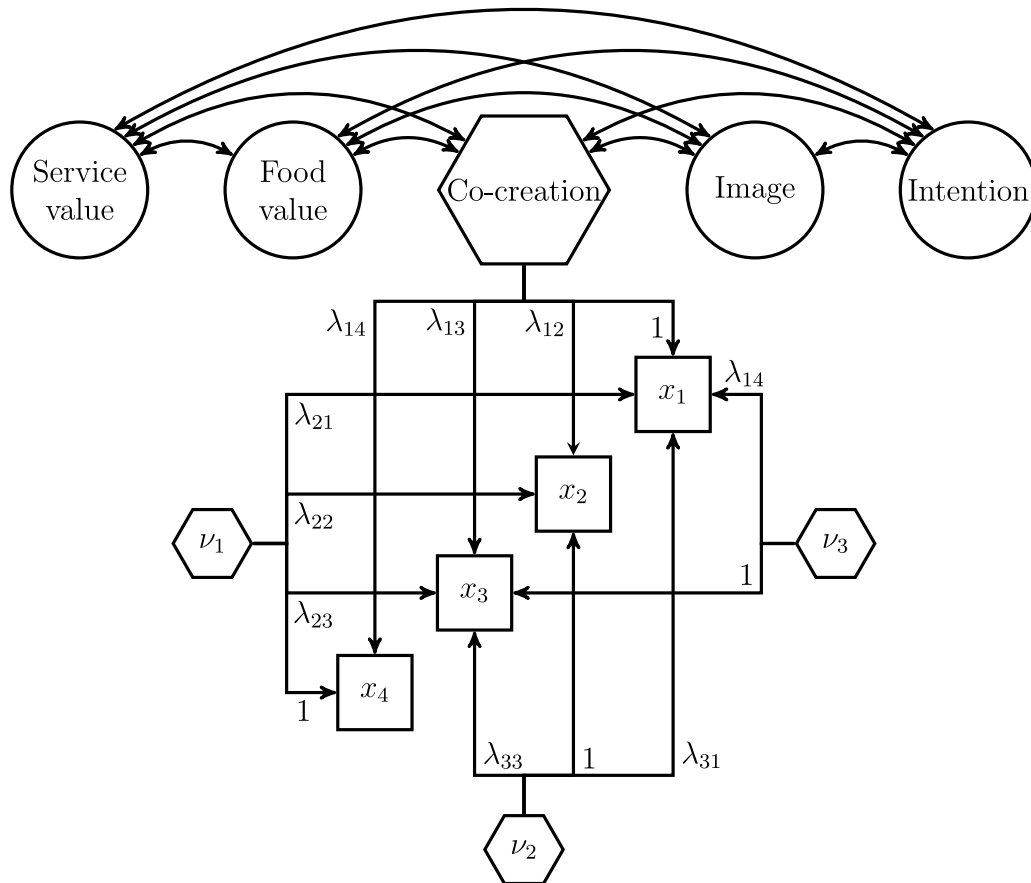 Service
value
Food
value
Co-creation
Image
Intention
λ₁₄
λ₁₃
λ₁₂
1
x₁
λ₁₄
λ₂₁
x₂
λ₂₂
ν₁
ν₃
x₃
1
λ₂₃
x₄
1
λ₃₃
1
λ₃₁
ν₂